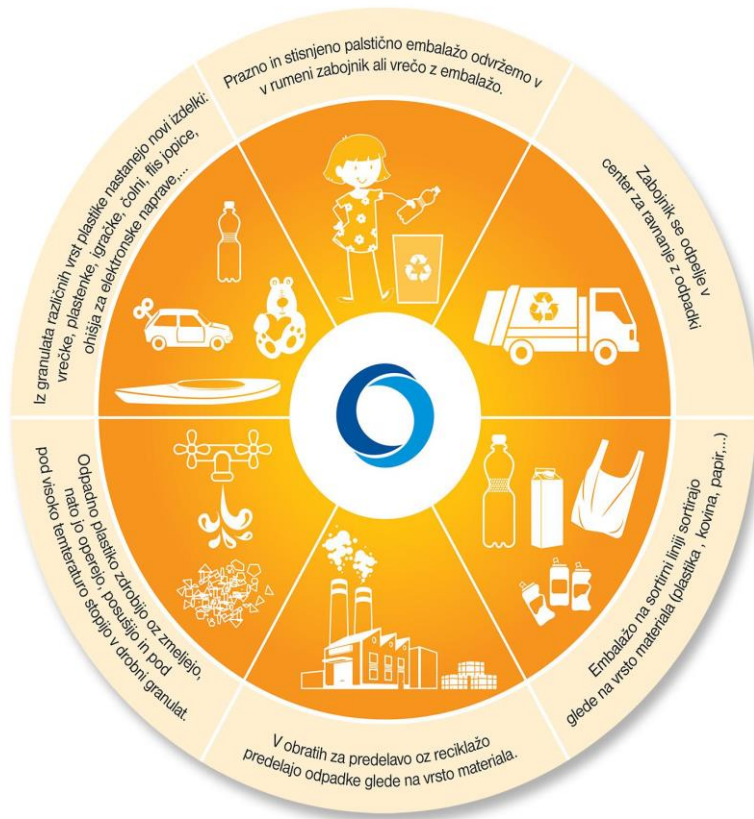 Prazno in stisnjeno palstično embalažo odvržemo v
v rumeni zabojnik ali vrečo z embalažo.
Zabojnik se odpelje v
center za ravnanje z odpadki
Embalažo na sortirni liniji sortirajo
glede na vrsto materiala (plastika , kovina, papir,...)
V obratih za predelavo oz reciklažo
predelajo odpadke glede na vrsto materiala.
Odpadno plastiko zdrobijo oz zmeljejo,
nato jo operejo, posušijo in pod
pod visoko temteraturo stopijo v drobni granulat.
Iz granulata različnih vrst plastike nastanejo novi izdelki:
vrečke, plastenke, igračke, čolni, flis jopice,
ohišja za elektronske naprave,...